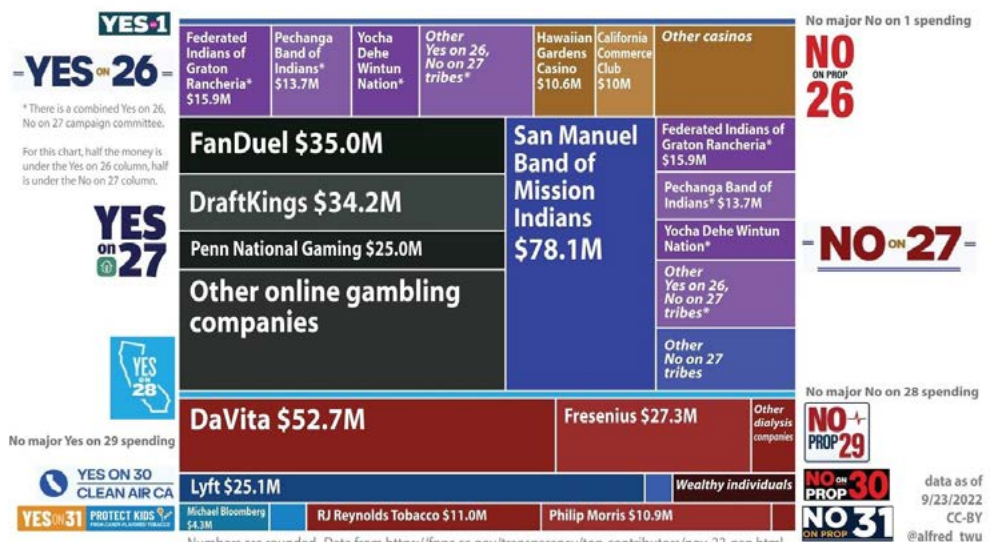 YES on 1
No major No on 1 spending
- YES ON 26 -
* There is a combined Yes on 26,
No on 27 campaign committee.
For this chart, half the money is
under the Yes on 26 column, half
is under the No on 27 column.
Federated
Indians of
Graton
Rancheria*
$15.9M
Pechanga
Band of
Indians*
$13.7M
Yocha
Dehe
Wintun
Nation*
Other
Yes on 26,
No on 27
tribes*
Hawaiian
Gardens
Casino
$10.6M
California
Commerce
Club
$10M
Other casinos
NO
ON PROP
26
YES
on
27
FanDuel $35.0M
DraftKings $34.2M
Penn National Gaming $25.0M
Other online gambling
companies
San Manuel
Band of
Mission
Indians
$78.1M
Federated Indians of
Graton Rancheria*
$15.9M
Pechanga Band of
Indians* $13.7M
Yocha Dehe Wintun
Nation*
Other
Yes on 26,
No on 27
tribes*
Other
No on 27
tribes
- NO ON 27 -
YES
ON
28
No major No on 28 spending
No major Yes on 29 spending
DaVita $52.7M
Fresenius $27.3M
Other
dialysis
companies
NO
PROP 29
YES ON 30
CLEAN AIR CA
Lyft $25.1M
Wealthy individuals
NO ON 30
PROP
YES ON 31
PROTECT KIDS
FROM CANDY-FLAVORED TOBACCO
Michael Bloomberg
$4.3M
RJ Reynolds Tobacco $11.0M
Philip Morris $10.9M
NO 31
ON PROP
data as of
9/23/2022
CC-BY
@alfred_twu